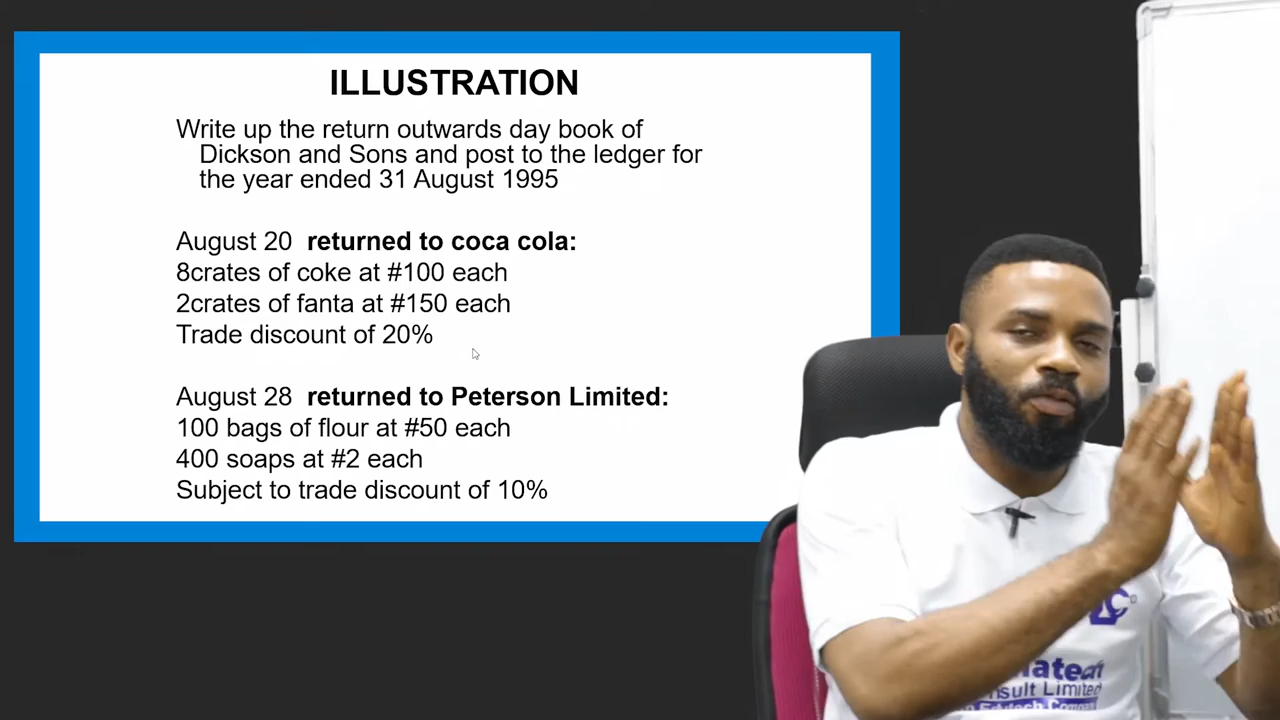 ILLUSTRATION
Write up the return outwards day book of
Dickson and Sons and post to the ledger for
the year ended 31 August 1995
August 20 returned to coca cola:
8crates of coke at #100 each
2crates of fanta at #150 each
Trade discount of 20%
August 28 returned to Peterson Limited:
100 bags of flour at #50 each
400 soaps at #2 each
Subject to trade discount of 10%
Limited